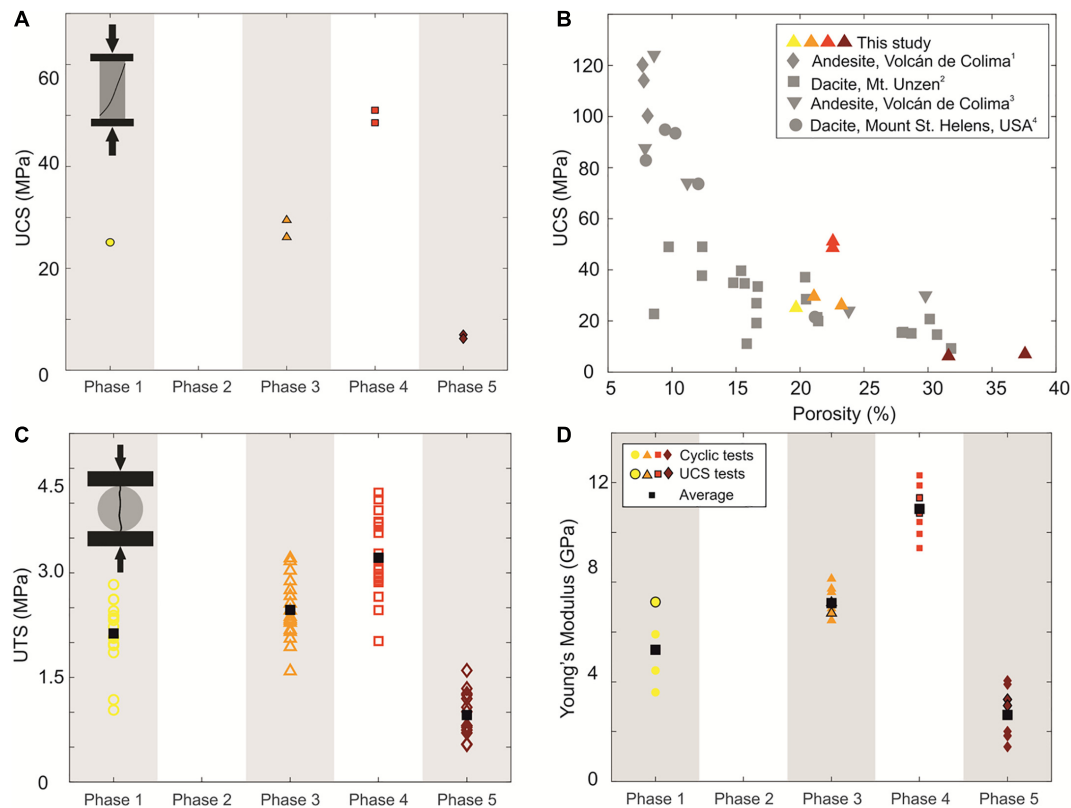 A
UCS (MPa)
60
40
20
0
Phase 1 Phase 2 Phase 3 Phase 4 Phase 5
B
UCS (MPa)
120
100
80
60
40
20
0
5 10 15 20 25 30 35 40
Porosity (%)
This study
Andesite, Volcán de Colima¹
Dacite, Mt. Unzen²
Andesite, Volcán de Colima³
Dacite, Mount St. Helens, USA⁴
C
UTS (MPa)
4.5
3.0
1.5
0
Phase 1 Phase 2 Phase 3 Phase 4 Phase 5
D
Young's Modulus (GPa)
12
8
4
0
Cyclic tests
UCS tests
Average
Phase 1 Phase 2 Phase 3 Phase 4 Phase 5